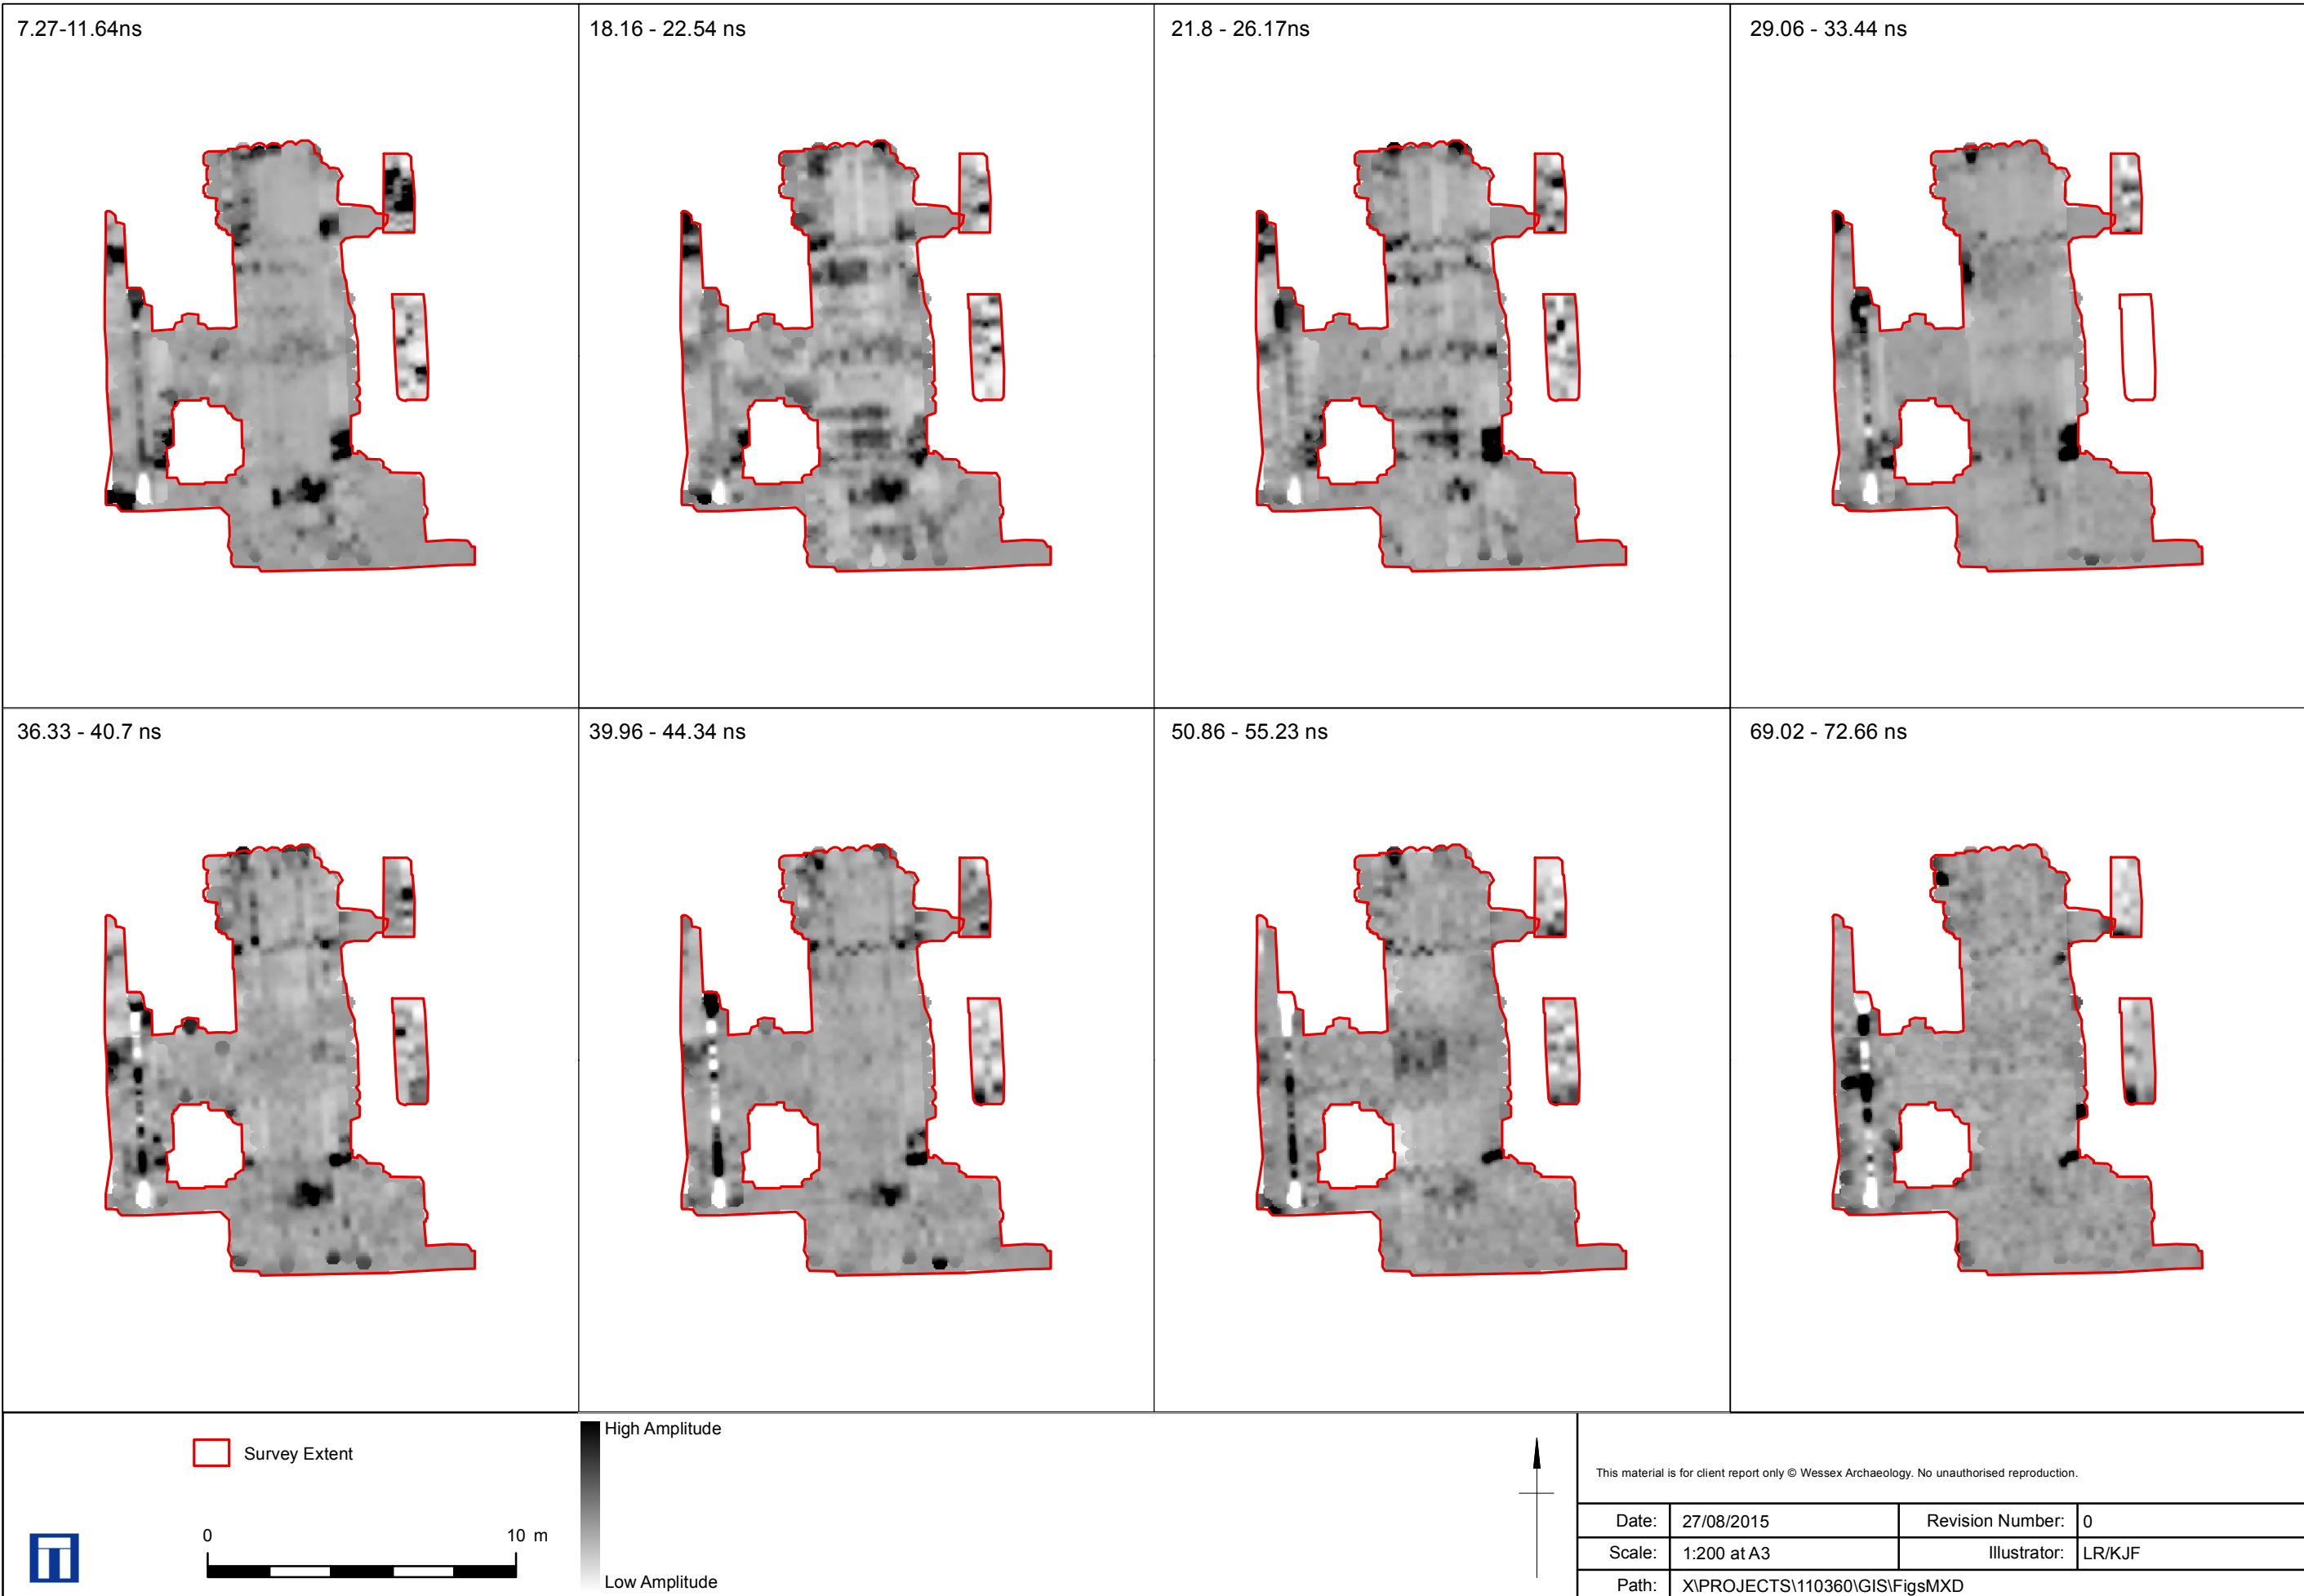 7.27-11.64ns
18.16 - 22.54 ns
21.8 - 26.17ns
29.06 - 33.44 ns
36.33 - 40.7 ns
39.96 - 44.34 ns
50.86 - 55.23 ns
69.02 - 72.66 ns
Survey Extent
0 10 m
High Amplitude
Low Amplitude
This material is for client report only © Wessex Archaeology. No unauthorised reproduction.
Date: 27/08/2015 Revision Number: 0
Scale: 1:200 at A3 Illustrator: LR/KJF
Path: X\PROJECTS\110360\GIS\FigsMXD